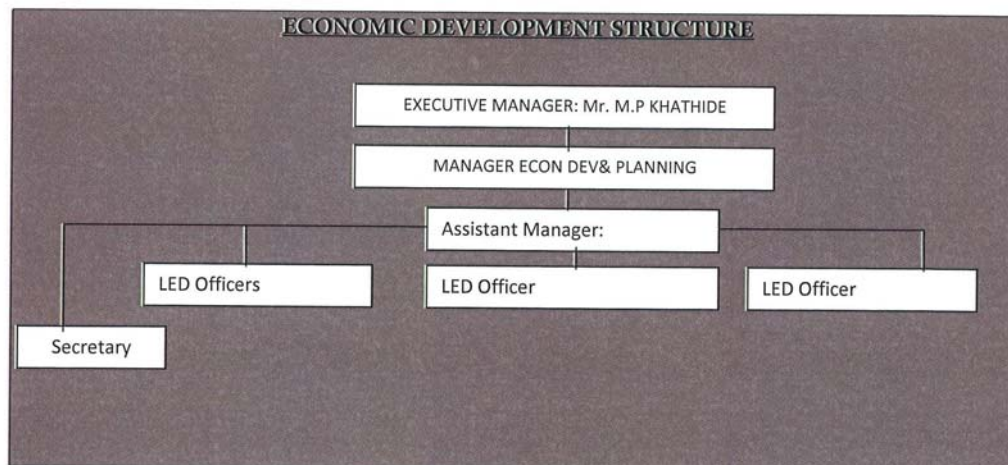 ECONOMIC DEVELOPMENT STRUCTURE
EXECUTIVE MANAGER: Mr. M.P KHATHIDE
MANAGER ECON DEV& PLANNING
Assistant Manager:
LED Officers
LED Officer
LED Officer
Secretary